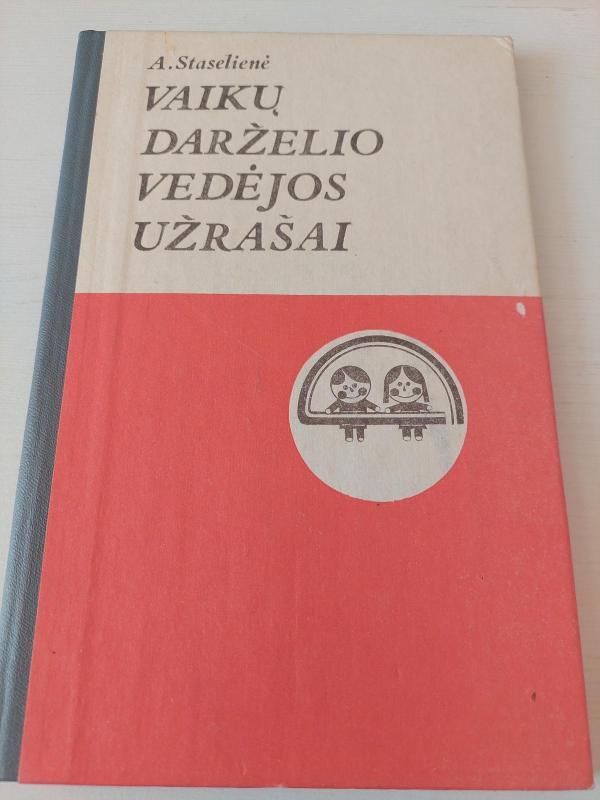 A. Staselienė
VAIKŲ
DARŽELIO
VEDĖJOS
UŽRAŠAI